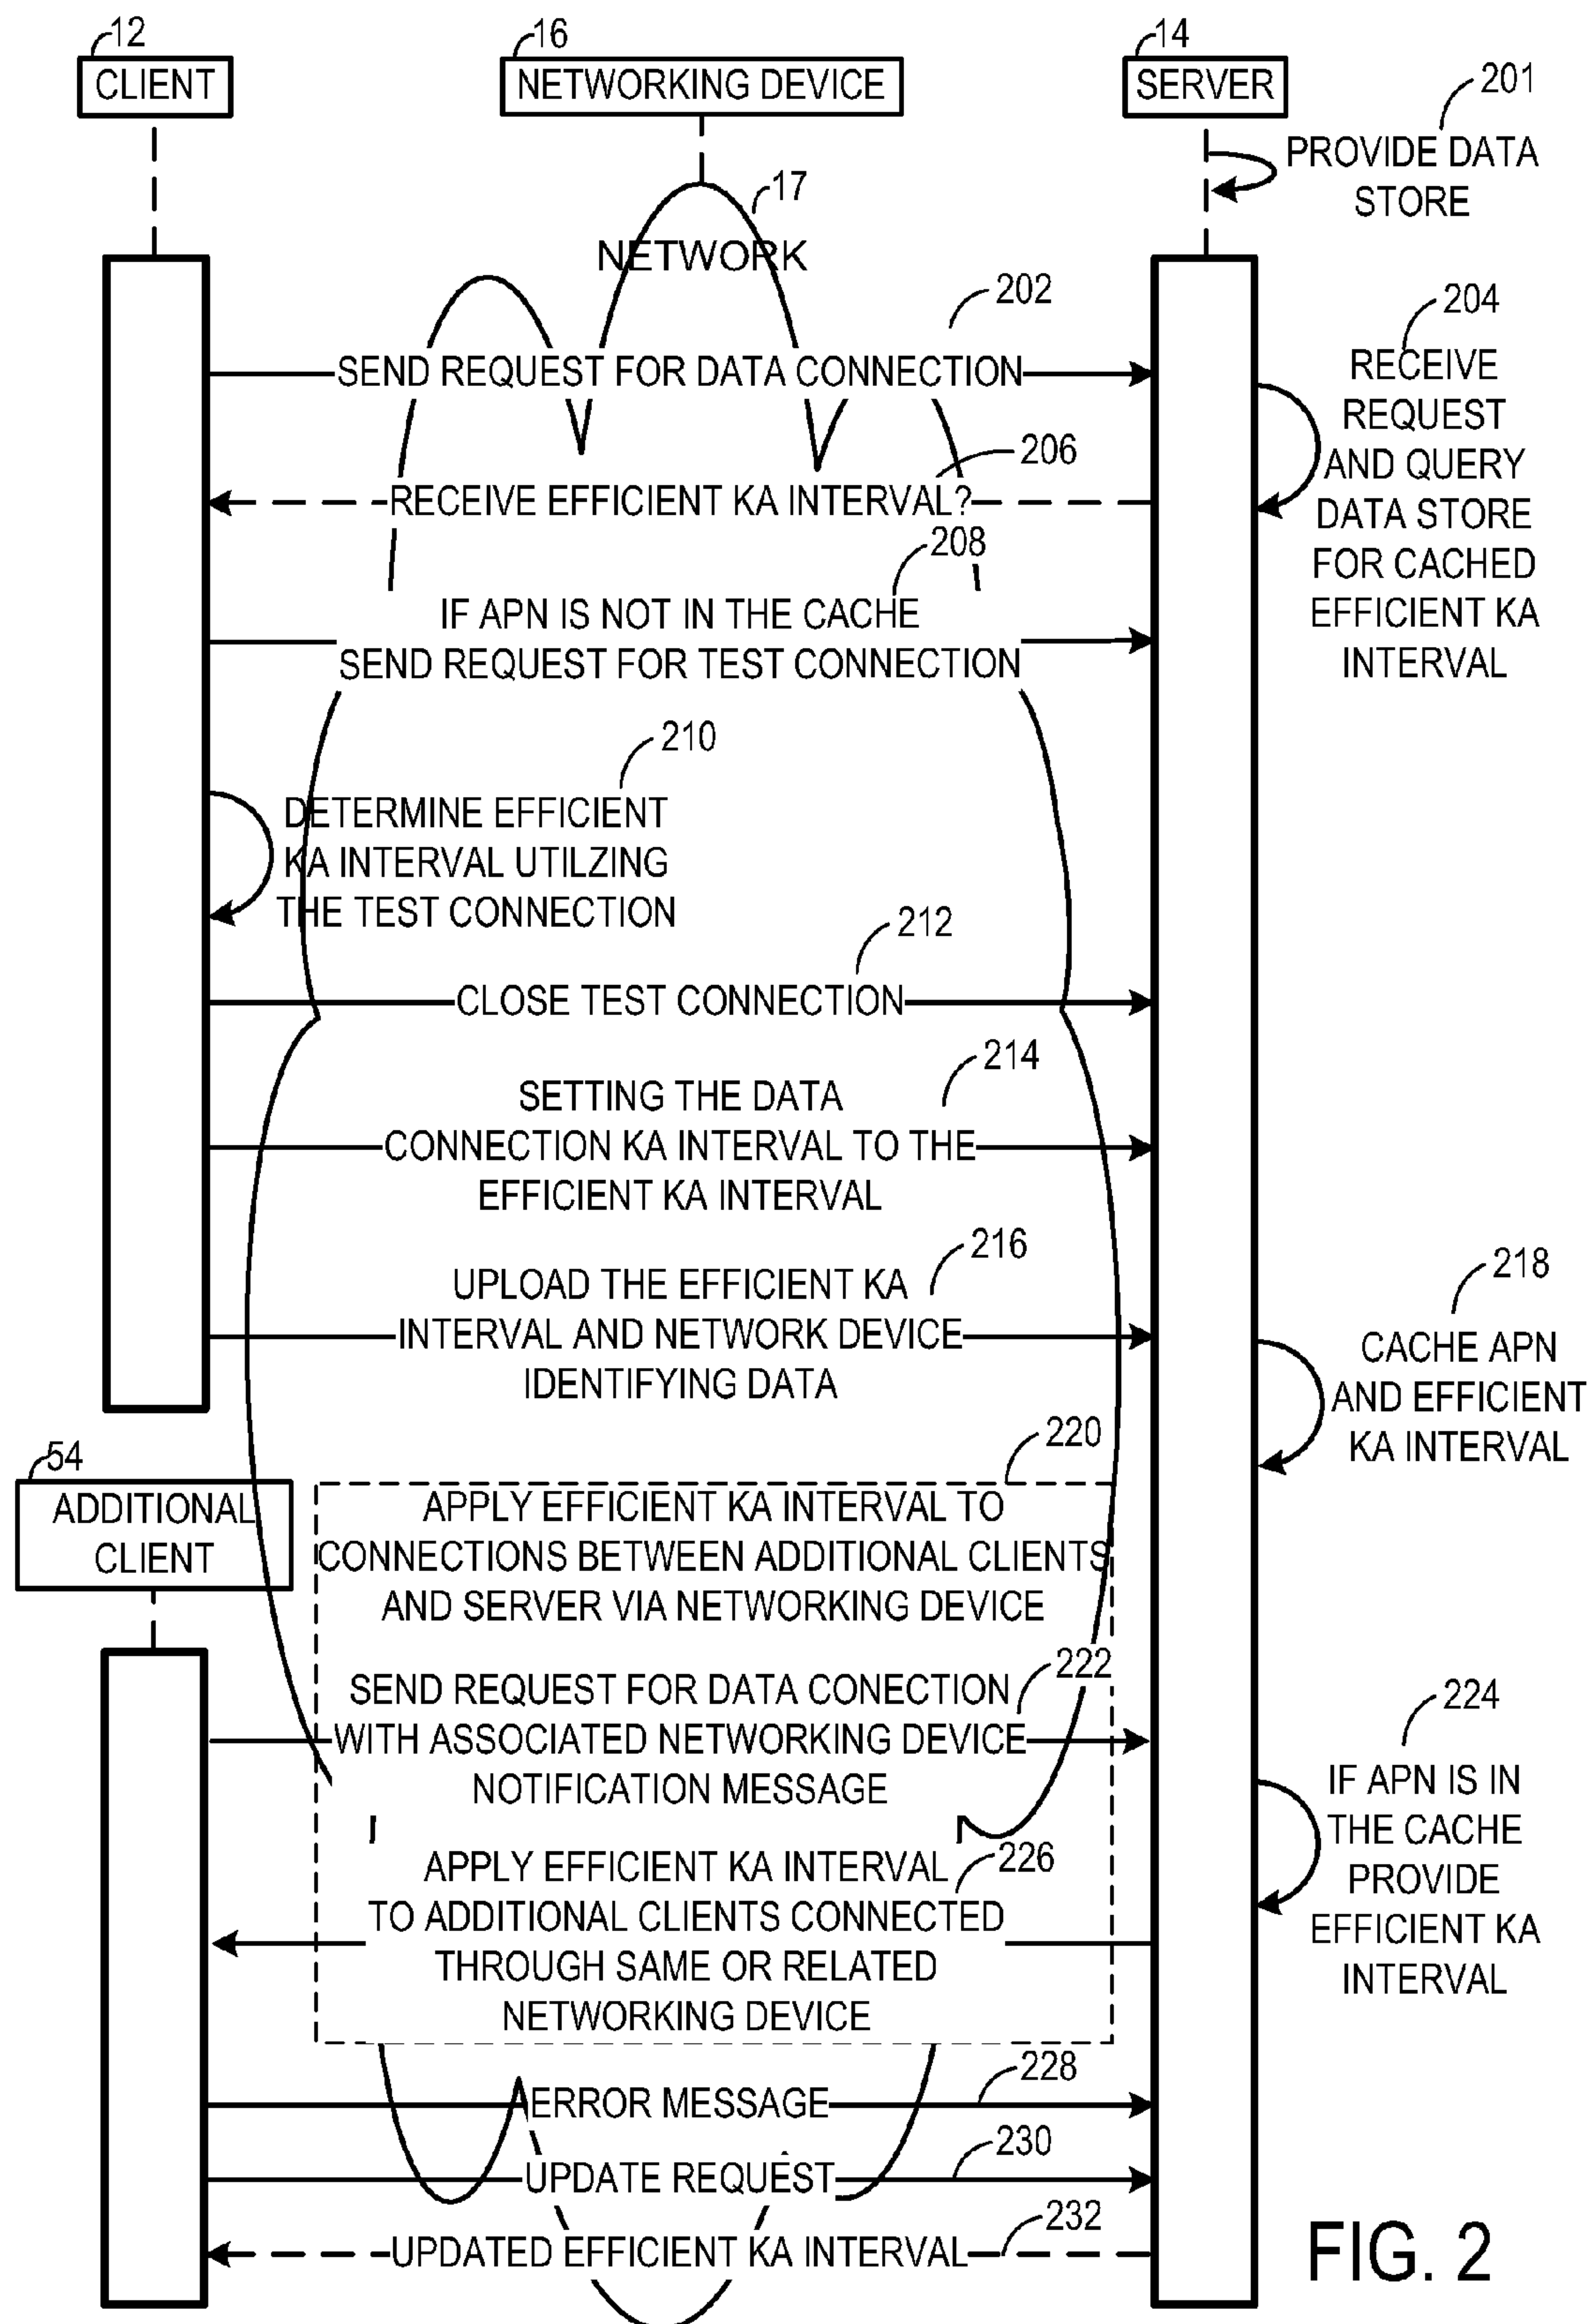 12
CLIENT
16
NETWORKING DEVICE
14
SERVER
201
PROVIDE DATA
STORE
17
NETWORK
202
SEND REQUEST FOR DATA CONNECTION
204
RECEIVE
REQUEST
AND QUERY
DATA STORE
FOR CACHED
EFFICIENT KA
INTERVAL
206
RECEIVE EFFICIENT KA INTERVAL?
208
IF APN IS NOT IN THE CACHE
SEND REQUEST FOR TEST CONNECTION
210
DETERMINE EFFICIENT
KA INTERVAL UTILZING
THE TEST CONNECTION
212
CLOSE TEST CONNECTION
214
SETTING THE DATA
CONNECTION KA INTERVAL TO THE
EFFICIENT KA INTERVAL
216
UPLOAD THE EFFICIENT KA
INTERVAL AND NETWORK DEVICE
IDENTIFYING DATA
218
CACHE APN
AND EFFICIENT
KA INTERVAL
54
ADDITIONAL
CLIENT
220
APPLY EFFICIENT KA INTERVAL TO
CONNECTIONS BETWEEN ADDITIONAL CLIENTS
AND SERVER VIA NETWORKING DEVICE
222
SEND REQUEST FOR DATA CONECTION
WITH ASSOCIATED NETWORKING DEVICE
NOTIFICATION MESSAGE
224
IF APN IS IN
THE CACHE
PROVIDE
EFFICIENT KA
INTERVAL
226
APPLY EFFICIENT KA INTERVAL
TO ADDITIONAL CLIENTS CONNECTED
THROUGH SAME OR RELATED
NETWORKING DEVICE
228
ERROR MESSAGE
230
UPDATE REQUEST
232
UPDATED EFFICIENT KA INTERVAL
FIG. 2